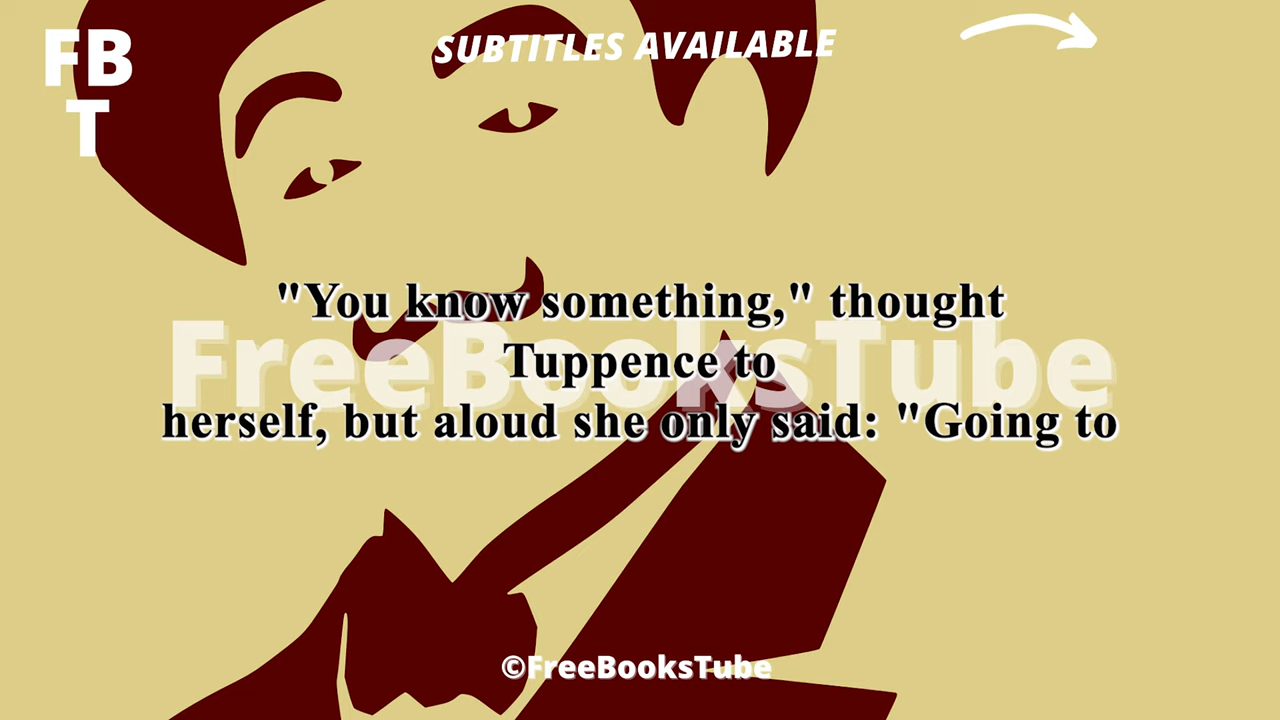 FB
T
SUBTITLES AVAILABLE
"You know something," thought
Tuppence to
herself, but aloud she only said: "Going to
FreeBooksTube
©FreeBooksTube